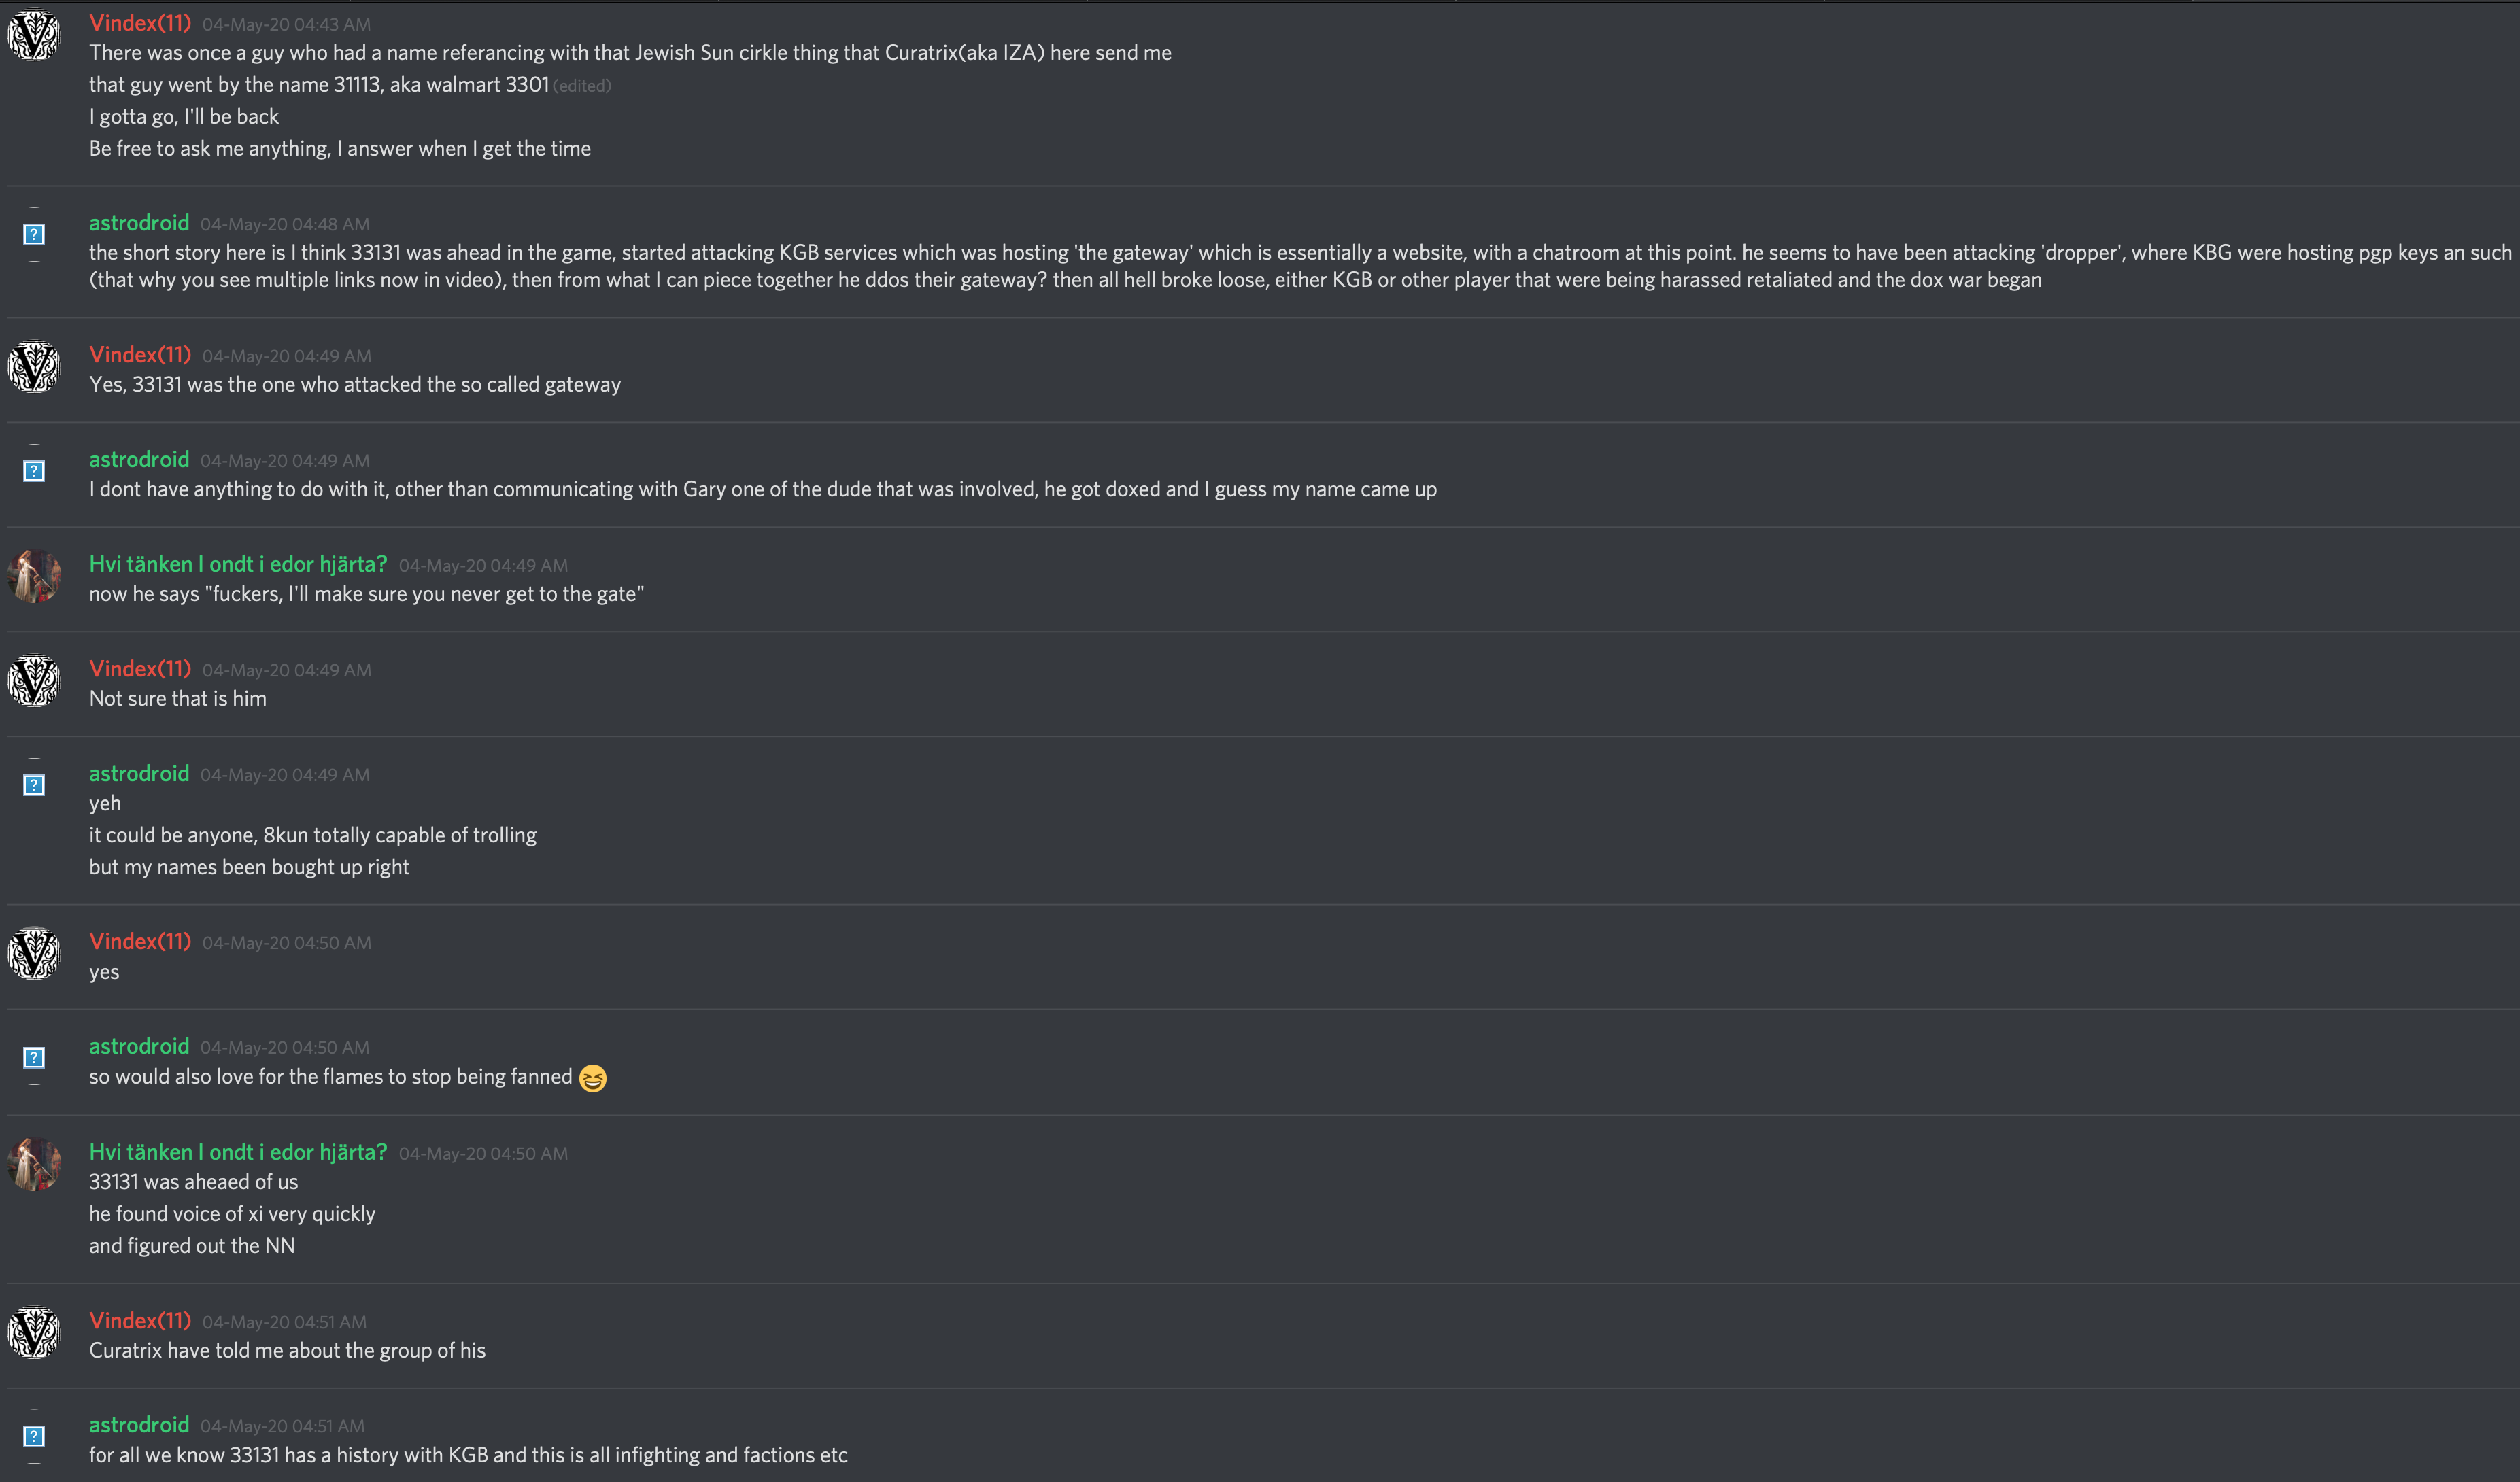 Vindex(11) 04-May-20 04:43 AM
There was once a guy who had a name referancing with that Jewish Sun cirkle thing that Curatrix(aka IZA) here send me
that guy went by the name 31113, aka walmart 3301 (edited)
I gotta go, I'll be back
Be free to ask me anything, I answer when I get the time
astrodroid 04-May-20 04:48 AM
the short story here is I think 33131 was ahead in the game, started attacking KGB services which was hosting 'the gateway' which is essentially a website, with a chatroom at this point. he seems to have been attacking 'dropper', where KBG were hosting pgp keys an such
(that why you see multiple links now in video), then from what I can piece together he ddos their gateway? then all hell broke loose, either KGB or other player that were being harassed retaliated and the dox war began
Vindex(11) 04-May-20 04:49 AM
Yes, 33131 was the one who attacked the so called gateway
astrodroid 04-May-20 04:49 AM
I dont have anything to do with it, other than communicating with Gary one of the dude that was involved, he got doxed and I guess my name came up
Hvi tänken I ondt i edor hjärta? 04-May-20 04:49 AM
now he says "fuckers, I'll make sure you never get to the gate"
Vindex(11) 04-May-20 04:49 AM
Not sure that is him
astrodroid 04-May-20 04:49 AM
yeh
it could be anyone, 8kun totally capable of trolling
but my names been bought up right
Vindex(11) 04-May-20 04:50 AM
yes
astrodroid 04-May-20 04:50 AM
so would also love for the flames to stop being fanned 😆
Hvi tänken I ondt i edor hjärta? 04-May-20 04:50 AM
33131 was aheaed of us
he found voice of xi very quickly
and figured out the NN
Vindex(11) 04-May-20 04:51 AM
Curatrix have told me about the group of his
astrodroid 04-May-20 04:51 AM
for all we know 33131 has a history with KGB and this is all infighting and factions etc